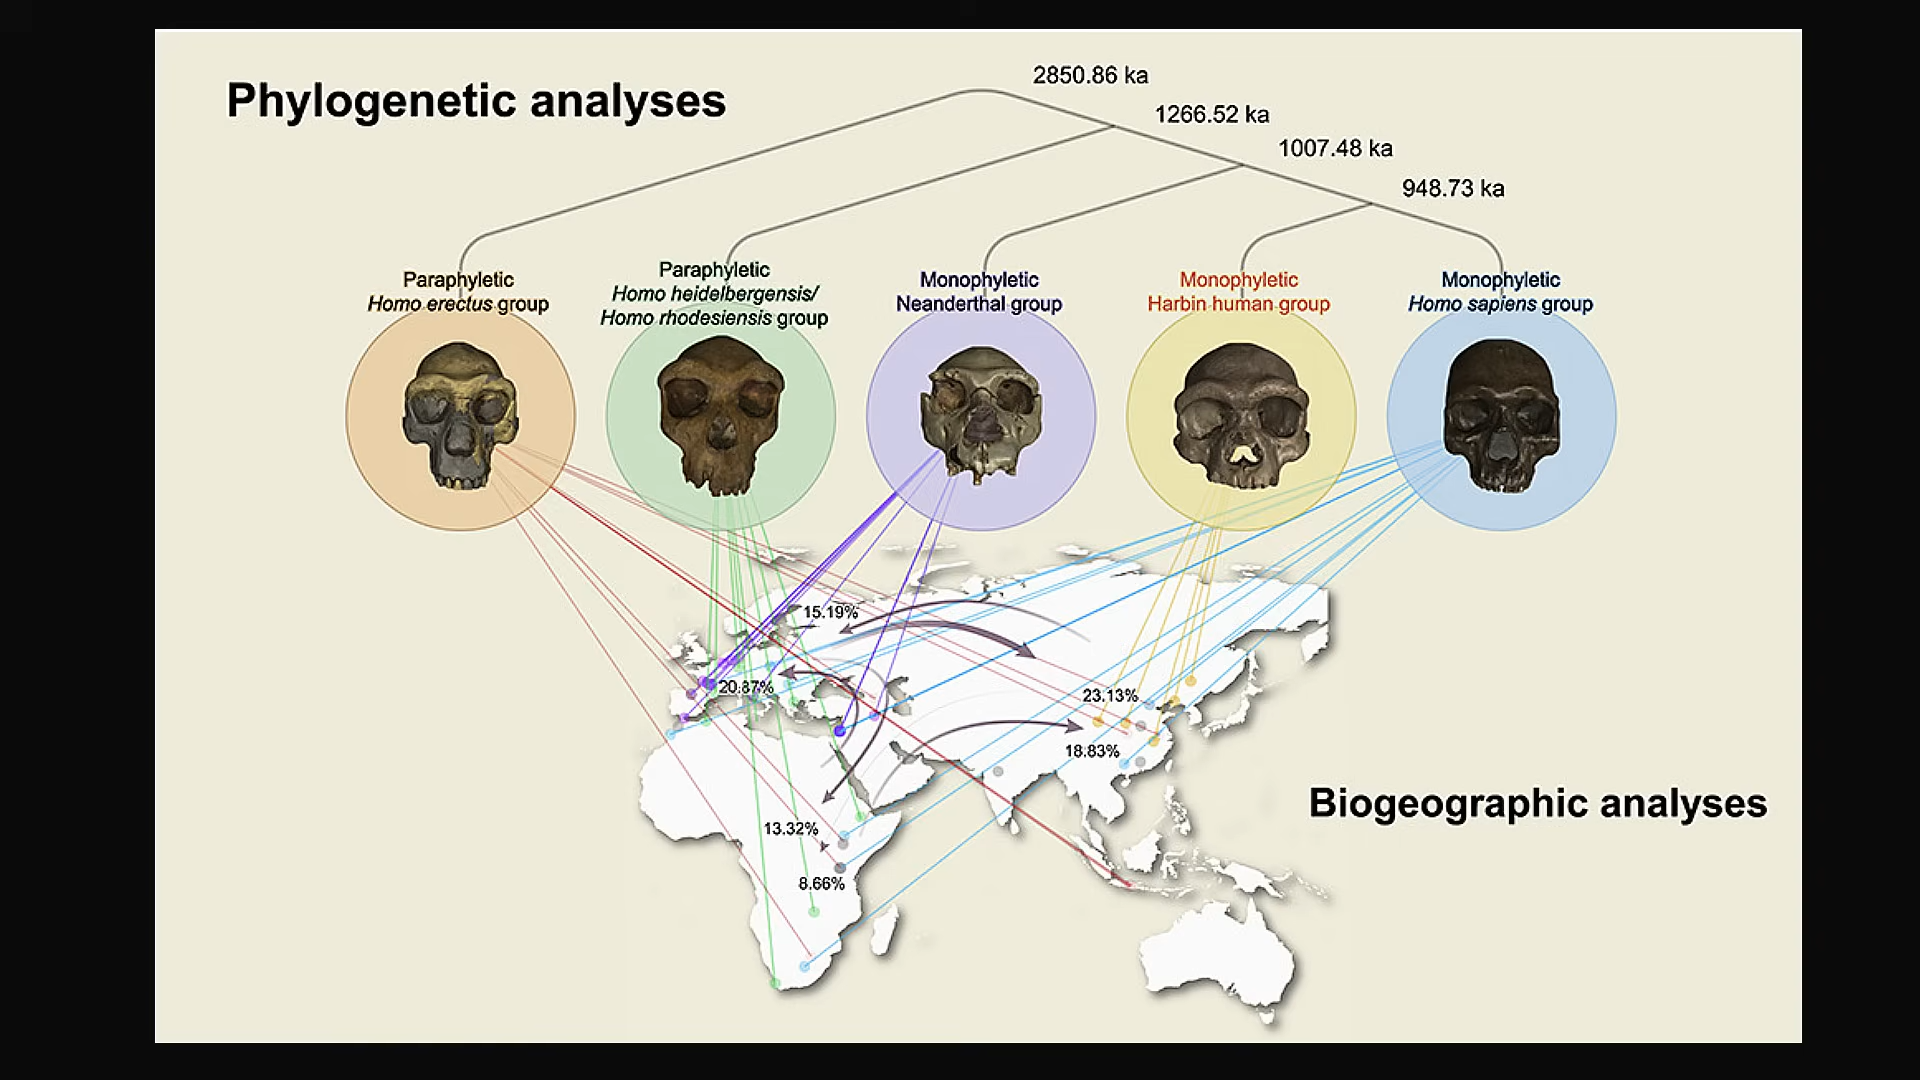 Phylogenetic analyses
2850.86 ka
1266.52 ka
1007.48 ka
948.73 ka
Paraphyletic
Homo erectus group
Paraphyletic
Homo heidelbergensis/
Homo rhodesiensis group
Monophyletic
Neanderthal group
Monophyletic
Harbin human group
Monophyletic
Homo sapiens group
15.19%
20.87%
23.13%
18.83%
13.32%
8.66%
Biogeographic analyses